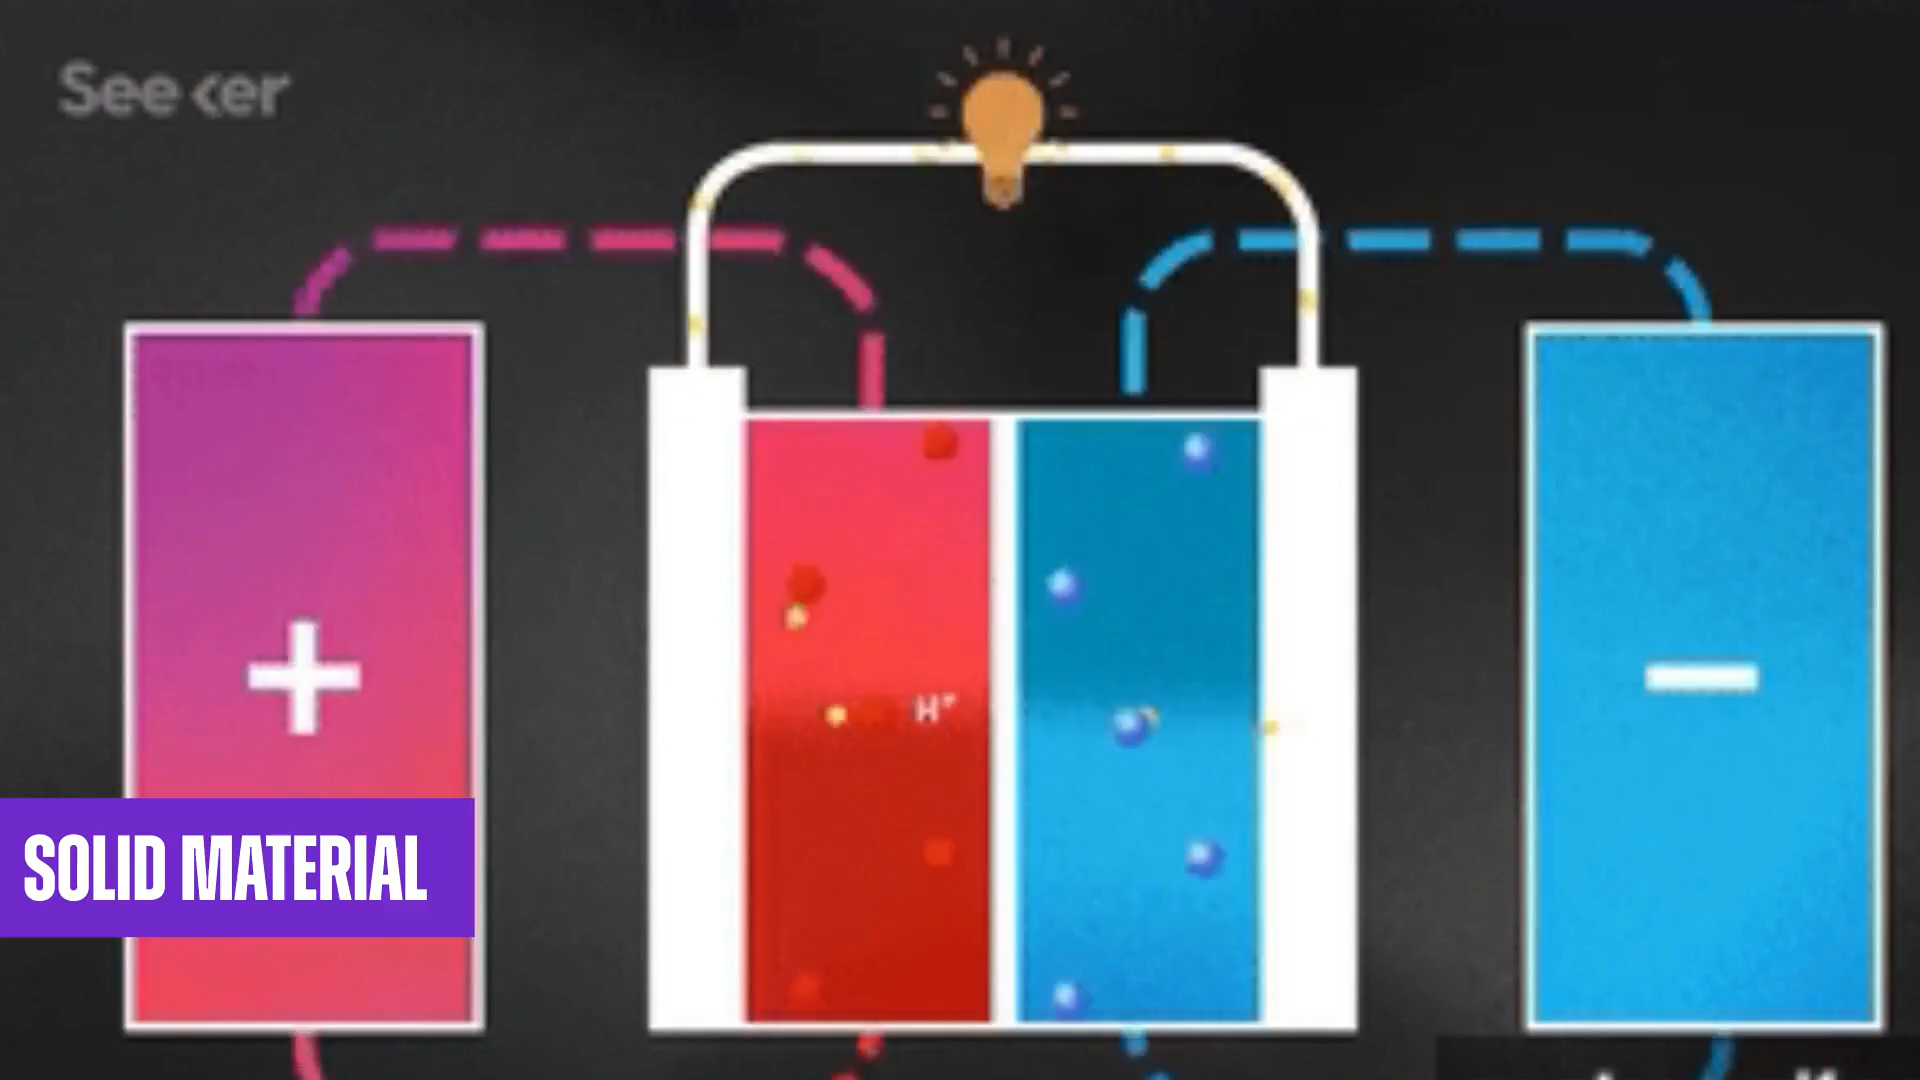 Seeker
+
H+
−
SOLID MATERIAL